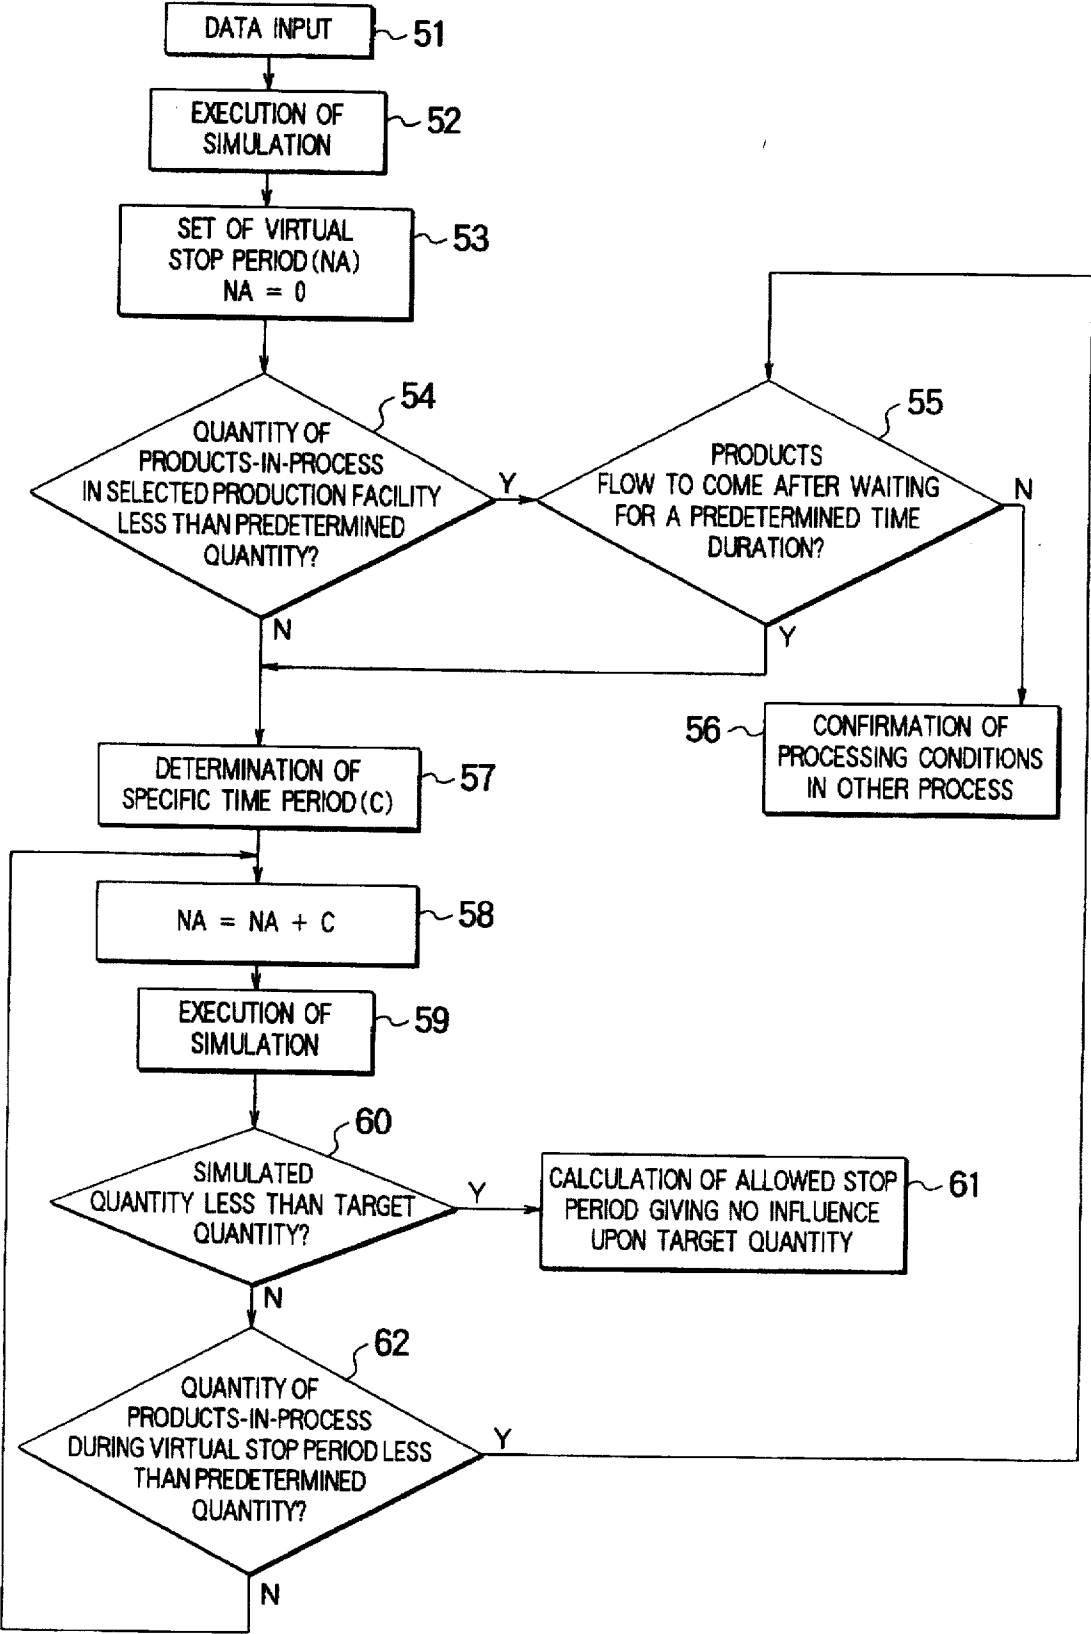 DATA INPUT
51
EXECUTION OF
SIMULATION
52
SET OF VIRTUAL
STOP PERIOD(NA)
NA = 0
53
54
QUANTITY OF
PRODUCTS-IN-PROCESS
IN SELECTED PRODUCTION FACILITY
LESS THAN PREDETERMINED
QUANTITY?
Y
N
55
PRODUCTS
FLOW TO COME AFTER WAITING
FOR A PREDETERMINED TIME
DURATION?
N
Y
56
CONFIRMATION OF
PROCESSING CONDITIONS
IN OTHER PROCESS
DETERMINATION OF
SPECIFIC TIME PERIOD(C)
57
NA = NA + C
58
EXECUTION OF
SIMULATION
59
60
SIMULATED
QUANTITY LESS THAN TARGET
QUANTITY?
Y
N
CALCULATION OF ALLOWED STOP
PERIOD GIVING NO INFLUENCE
UPON TARGET QUANTITY
61
62
QUANTITY OF
PRODUCTS-IN-PROCESS
DURING VIRTUAL STOP PERIOD LESS
THAN PREDETERMINED
QUANTITY?
Y
N